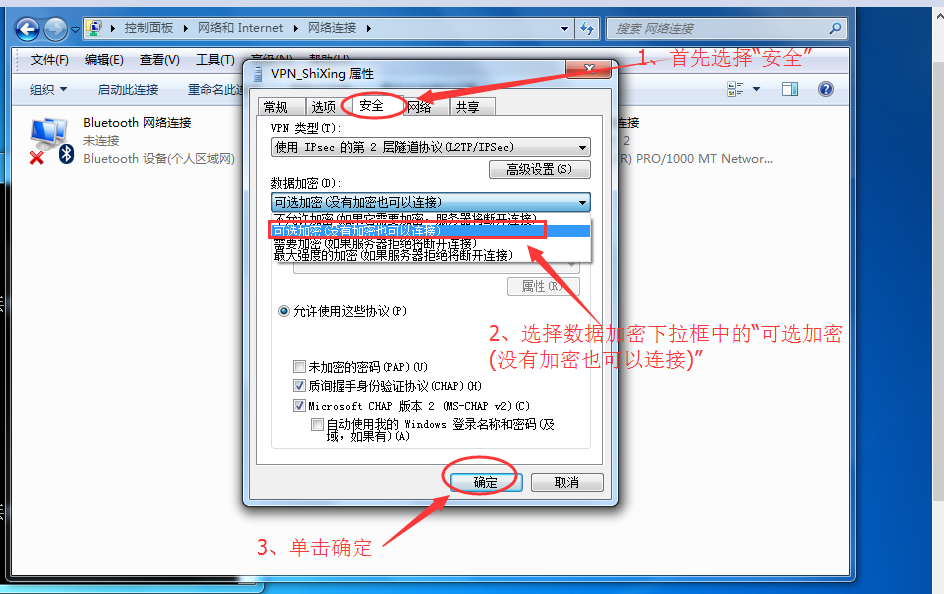 控制面板 ▸ 网络和 Internet ▸ 网络连接 ▸
搜索 网络连接
1、首先选择“安全”
文件(F) 编辑(E) 查看(V) 工具(T)
VPN_ShiXing 属性
组织 启动此连接 重命名此连
常规 选项 安全 网络 共享
Bluetooth 网络连接
未连接
Bluetooth 设备(个人区域网)
连接
2
R) PRO/1000 MT Networ...
VPN 类型(T):
使用 IPsec 的第 2 层隧道协议(L2TP/IPSec)
高级设置(S)
数据加密(D):
可选加密(没有加密也可以连接)
不允许加密(如果它需要加密，服务器将断开连接)
可选加密(没有加密也可以连接)
需要加密(如果服务器拒绝将断开连接)
最大强度的加密(如果服务器拒绝将断开连接)
属性(R)
允许使用这些协议(P)
2、选择数据加密下拉框中的“可选加密
(没有加密也可以连接)”
未加密的密码(PAP)(U)
质询握手身份验证协议(CHAP)(H)
Microsoft CHAP 版本 2 (MS-CHAP v2)(C)
自动使用我的 Windows 登录名称和密码(及
域，如果有)(A)
确定 取消
3、单击确定